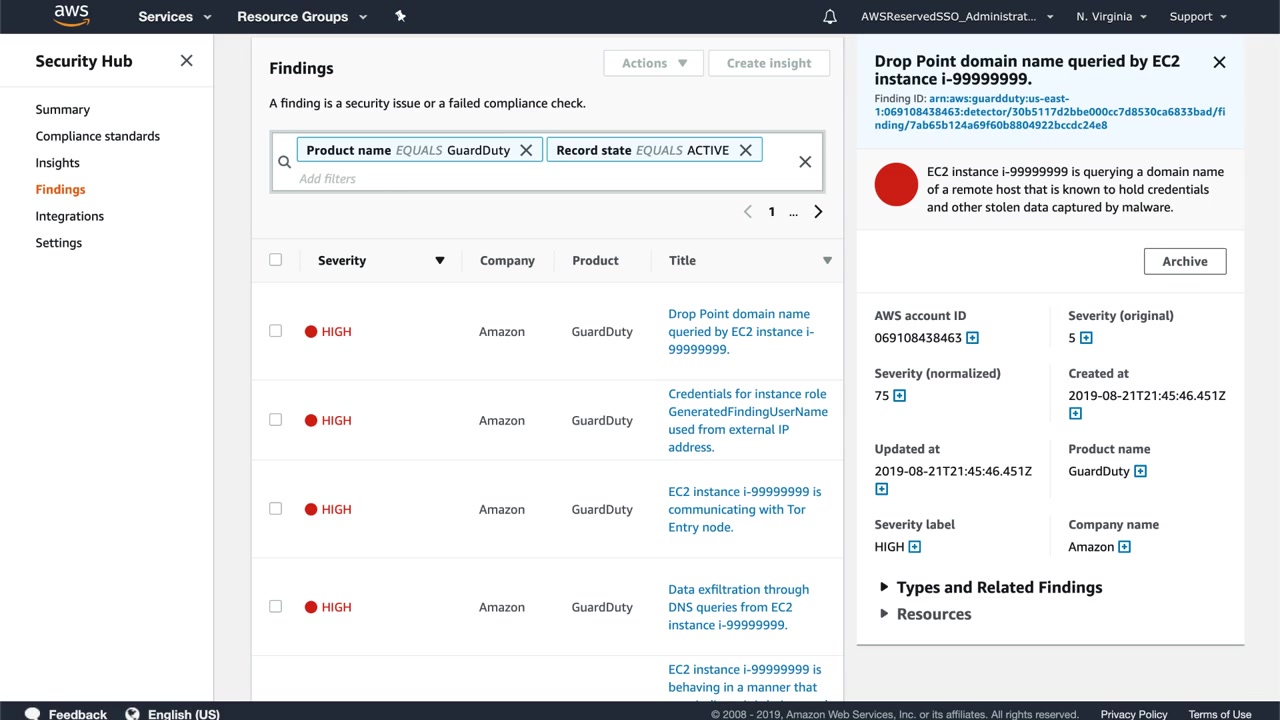 aws
Services
Resource Groups
AWSReservedSSO_Administrat...
N. Virginia
Support
Security Hub
Summary
Compliance standards
Insights
Findings
Integrations
Settings
Findings
Actions
Create insight
A finding is a security issue or a failed compliance check.
Product name EQUALS GuardDuty
Record state EQUALS ACTIVE
Add filters
1 ...
Severity
Company
Product
Title
HIGH
Amazon
GuardDuty
Drop Point domain name
queried by EC2 instance i-
99999999.
HIGH
Amazon
GuardDuty
Credentials for instance role
GeneratedFindingUserName
used from external IP
address.
HIGH
Amazon
GuardDuty
EC2 instance i-99999999 is
communicating with Tor
Entry node.
HIGH
Amazon
GuardDuty
Data exfiltration through
DNS queries from EC2
instance i-99999999.
EC2 instance i-99999999 is
behaving in a manner that
Drop Point domain name queried by EC2
instance i-99999999.
Finding ID: arn:aws:guardduty:us-east-
1:069108438463:detector/30b5117d2bbe000cc7d8530ca6833bad/fi
nding/7ab65b124a69f60b8804922bccdc24e8
EC2 instance i-99999999 is querying a domain name
of a remote host that is known to hold credentials
and other stolen data captured by malware.
Archive
AWS account ID
069108438463
Severity (original)
5
Severity (normalized)
75
Created at
2019-08-21T21:45:46.451Z
Updated at
2019-08-21T21:45:46.451Z
Product name
GuardDuty
Severity label
HIGH
Company name
Amazon
Types and Related Findings
Resources
Feedback
English (US)
© 2008 - 2019, Amazon Web Services, Inc. or its affiliates. All rights reserved.
Privacy Policy
Terms of Use